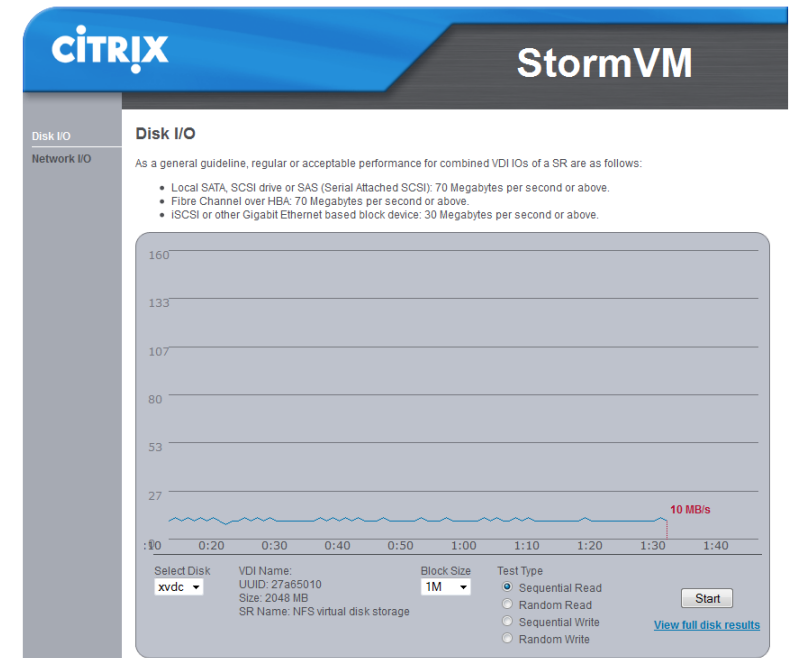 CİTRIX
StormVM
Disk I/O
Network I/O
Disk I/O
As a general guideline, regular or acceptable performance for combined VDI IOs of a SR are as follows:
Local SATA, SCSI drive or SAS (Serial Attached SCSI): 70 Megabytes per second or above.
Fibre Channel over HBA: 70 Megabytes per second or above.
iSCSI or other Gigabit Ethernet based block device: 30 Megabytes per second or above.
160
133
107
80
53
27
10 MB/s
0:20 0:30 0:40 0:50 1:00 1:10 1:20 1:30 1:40
Select Disk
xvdc
VDI Name:
UUID: 27a65010
Size: 2048 MB
SR Name: NFS virtual disk storage
Block Size
1M
Test Type
Sequential Read
Random Read
Sequential Write
Random Write
Start
View full disk results